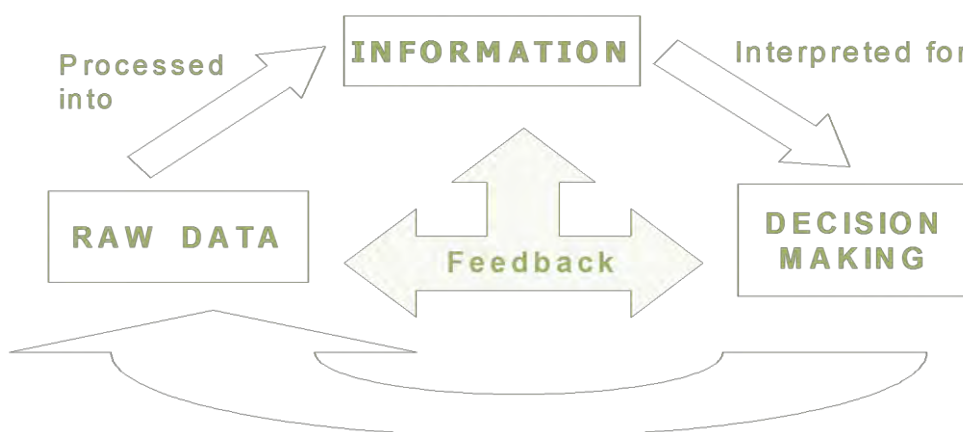 INFORMATION
Processed
into
Interpreted for
RAW DATA
Feedback
DECISION
MAKING